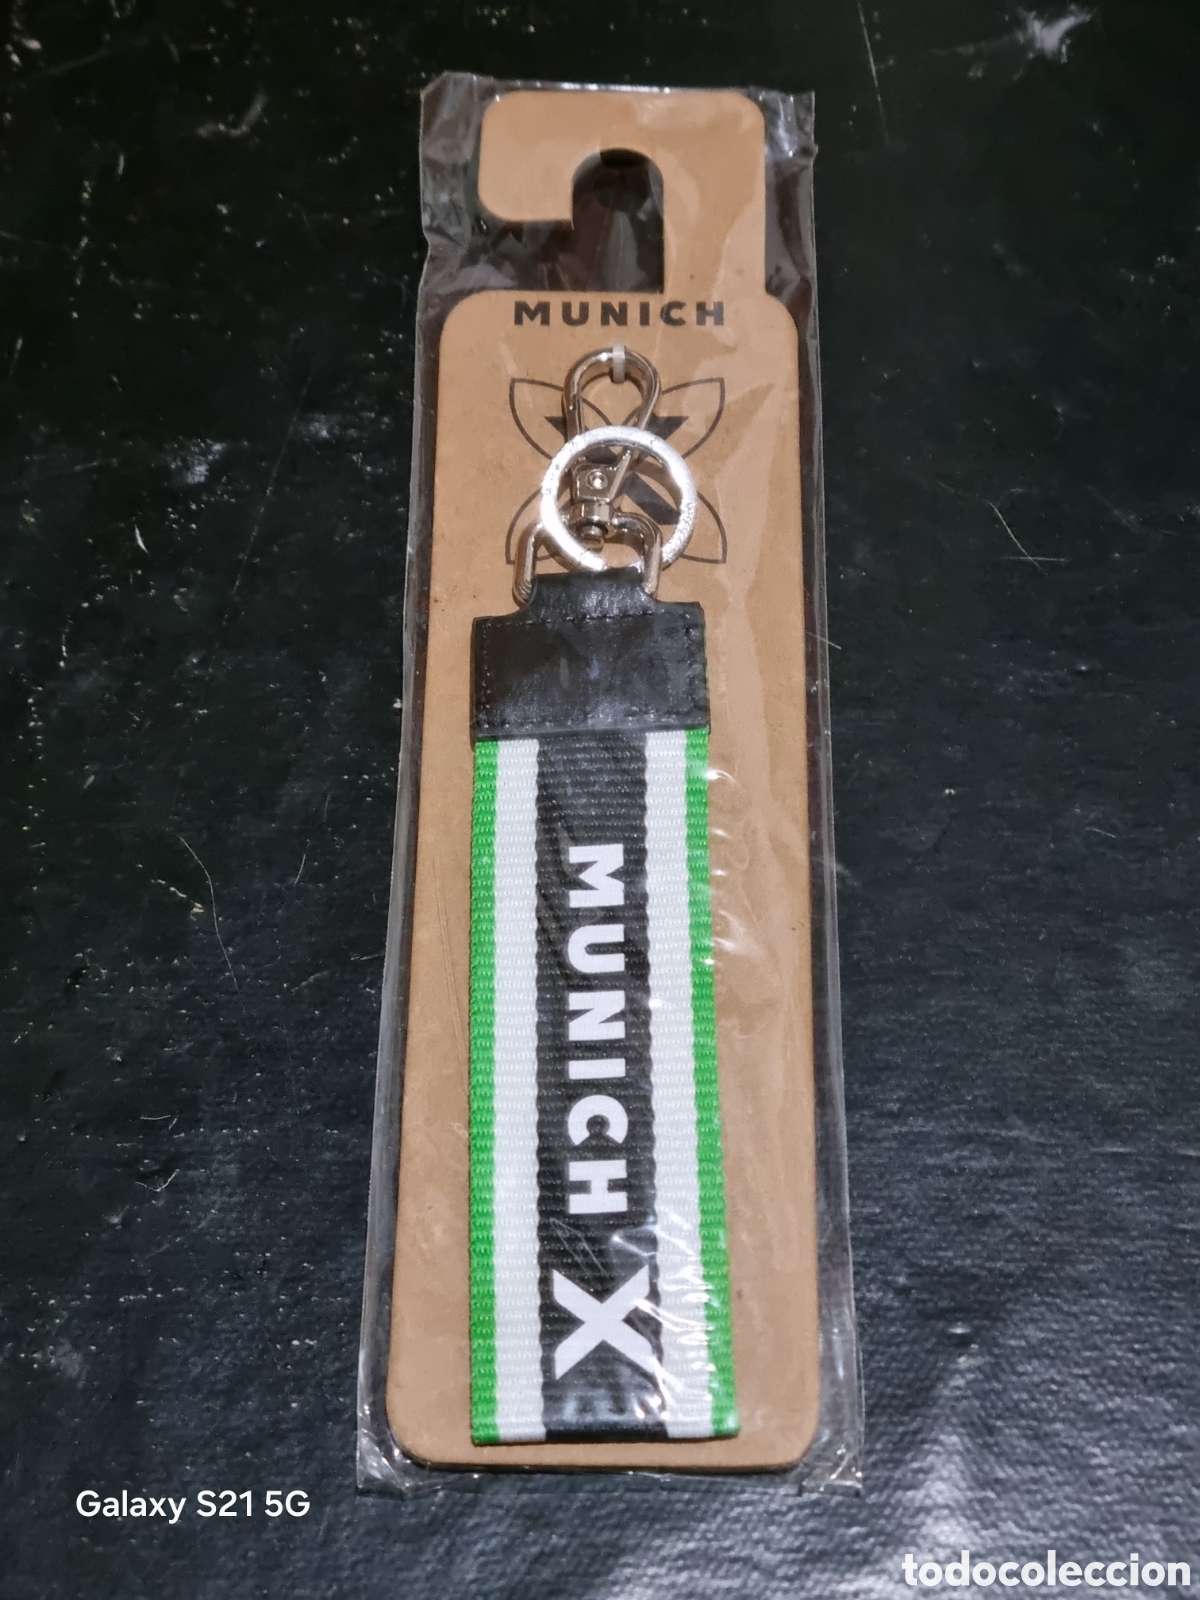 MUNICH
MUNICH X
Galaxy S21 5G
todocoleccion